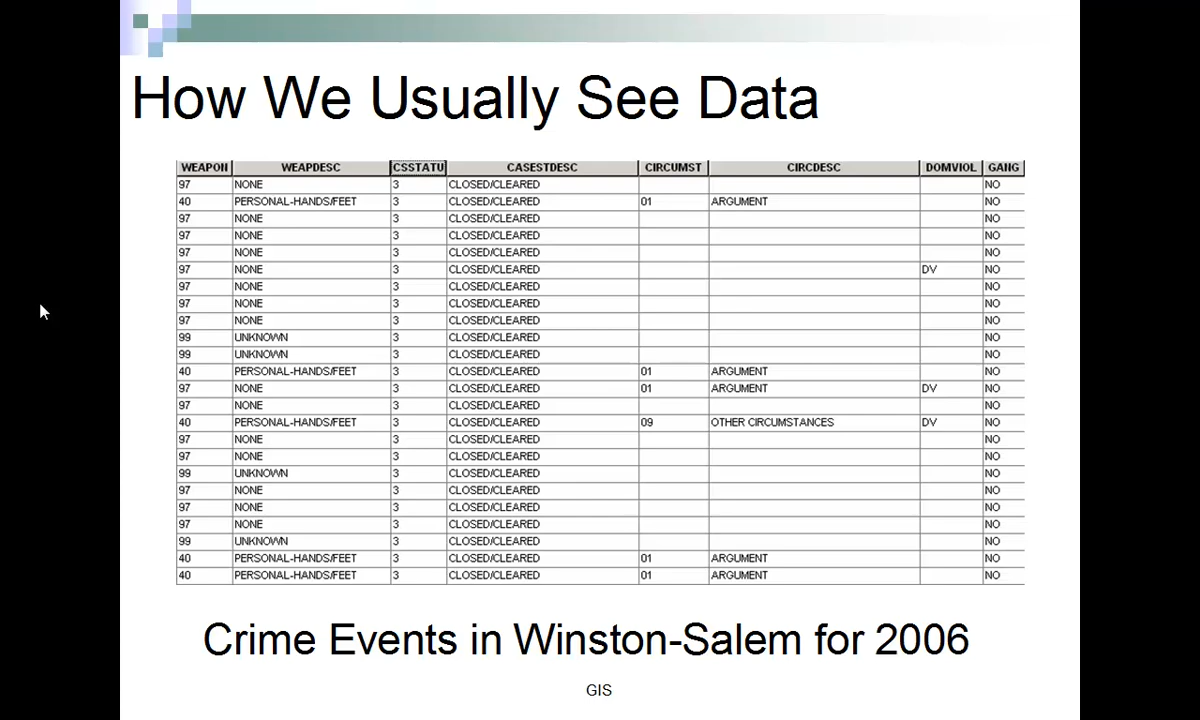 How We Usually See Data
WEAPON WEAPDESC CSSTATU CASESTDESC CIRCUMST CIRCDESC DOMVIOL GANG
97 NONE 3 CLOSED/CLEARED NO
40 PERSONAL-HANDS/FEET 3 CLOSED/CLEARED 01 ARGUMENT NO
97 NONE 3 CLOSED/CLEARED NO
97 NONE 3 CLOSED/CLEARED NO
97 NONE 3 CLOSED/CLEARED NO
97 NONE 3 CLOSED/CLEARED DV NO
97 NONE 3 CLOSED/CLEARED NO
97 NONE 3 CLOSED/CLEARED NO
97 NONE 3 CLOSED/CLEARED NO
99 UNKNOWN 3 CLOSED/CLEARED NO
99 UNKNOWN 3 CLOSED/CLEARED NO
40 PERSONAL-HANDS/FEET 3 CLOSED/CLEARED 01 ARGUMENT NO
97 NONE 3 CLOSED/CLEARED 01 ARGUMENT DV NO
97 NONE 3 CLOSED/CLEARED NO
40 PERSONAL-HANDS/FEET 3 CLOSED/CLEARED 09 OTHER CIRCUMSTANCES DV NO
97 NONE 3 CLOSED/CLEARED NO
97 NONE 3 CLOSED/CLEARED NO
99 UNKNOWN 3 CLOSED/CLEARED NO
97 NONE 3 CLOSED/CLEARED NO
97 NONE 3 CLOSED/CLEARED NO
97 NONE 3 CLOSED/CLEARED NO
99 UNKNOWN 3 CLOSED/CLEARED NO
40 PERSONAL-HANDS/FEET 3 CLOSED/CLEARED 01 ARGUMENT NO
40 PERSONAL-HANDS/FEET 3 CLOSED/CLEARED 01 ARGUMENT NO
Crime Events in Winston-Salem for 2006
GIS